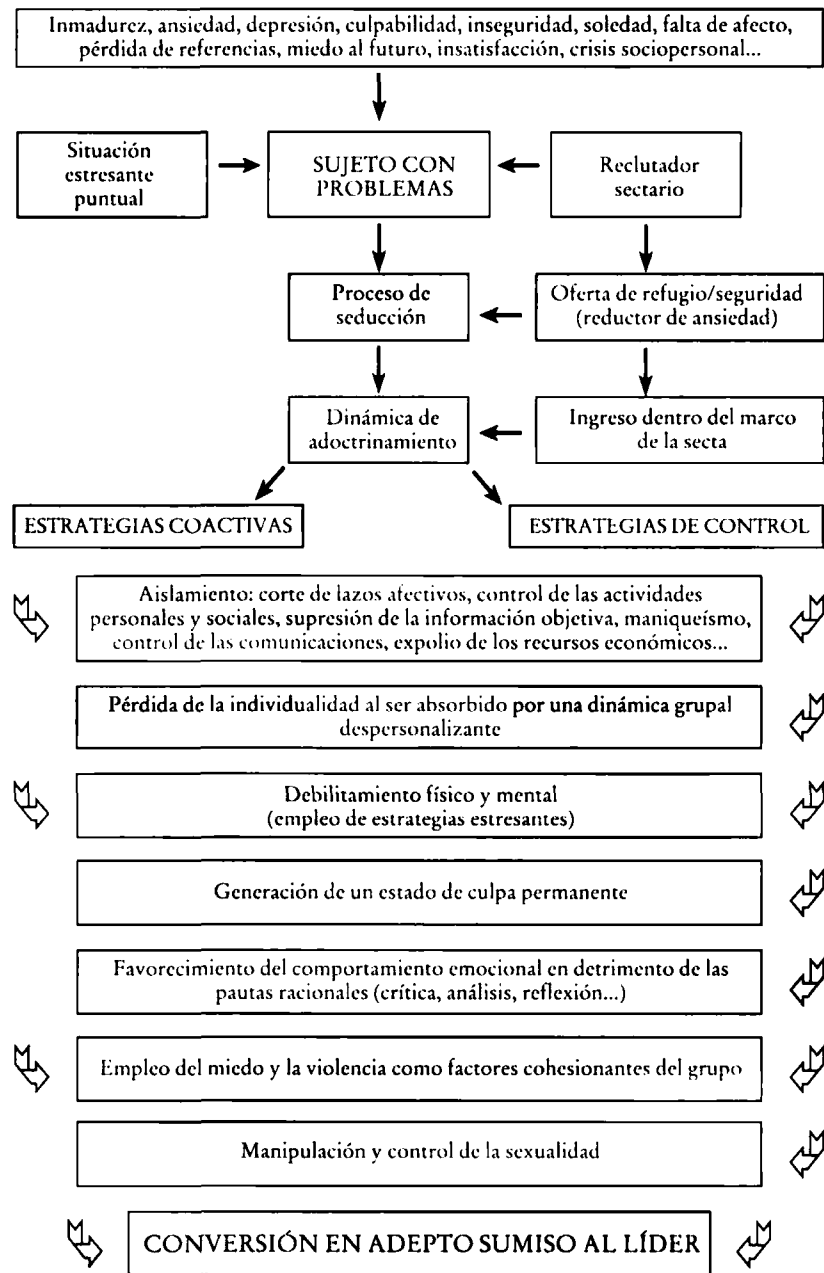 Inmadurez, ansiedad, depresión, culpabilidad, inseguridad, soledad, falta de afecto,
pérdida de referencias, miedo al futuro, insatisfacción, crisis sociopersonal...
Situación
estresante
puntual
SUJETO CON
PROBLEMAS
Reclutador
sectario
Proceso de
seducción
Oferta de refugio/seguridad
(reductor de ansiedad)
Dinámica de
adoctrinamiento
Ingreso dentro del marco
de la secta
ESTRATEGIAS COACTIVAS
ESTRATEGIAS DE CONTROL
Aislamiento: corte de lazos afectivos, control de las actividades
personales y sociales, supresión de la información objetiva, maniqueísmo,
control de las comunicaciones, expolio de los recursos económicos...
Pérdida de la individualidad al ser absorbido por una dinámica grupal
despersonalizante
Debilitamiento físico y mental
(empleo de estrategias estresantes)
Generación de un estado de culpa permanente
Favorecimiento del comportamiento emocional en detrimento de las
pautas racionales (crítica, análisis, reflexión...)
Empleo del miedo y la violencia como factores cohesionantes del grupo
Manipulación y control de la sexualidad
CONVERSIÓN EN ADEPTO SUMISO AL LÍDER